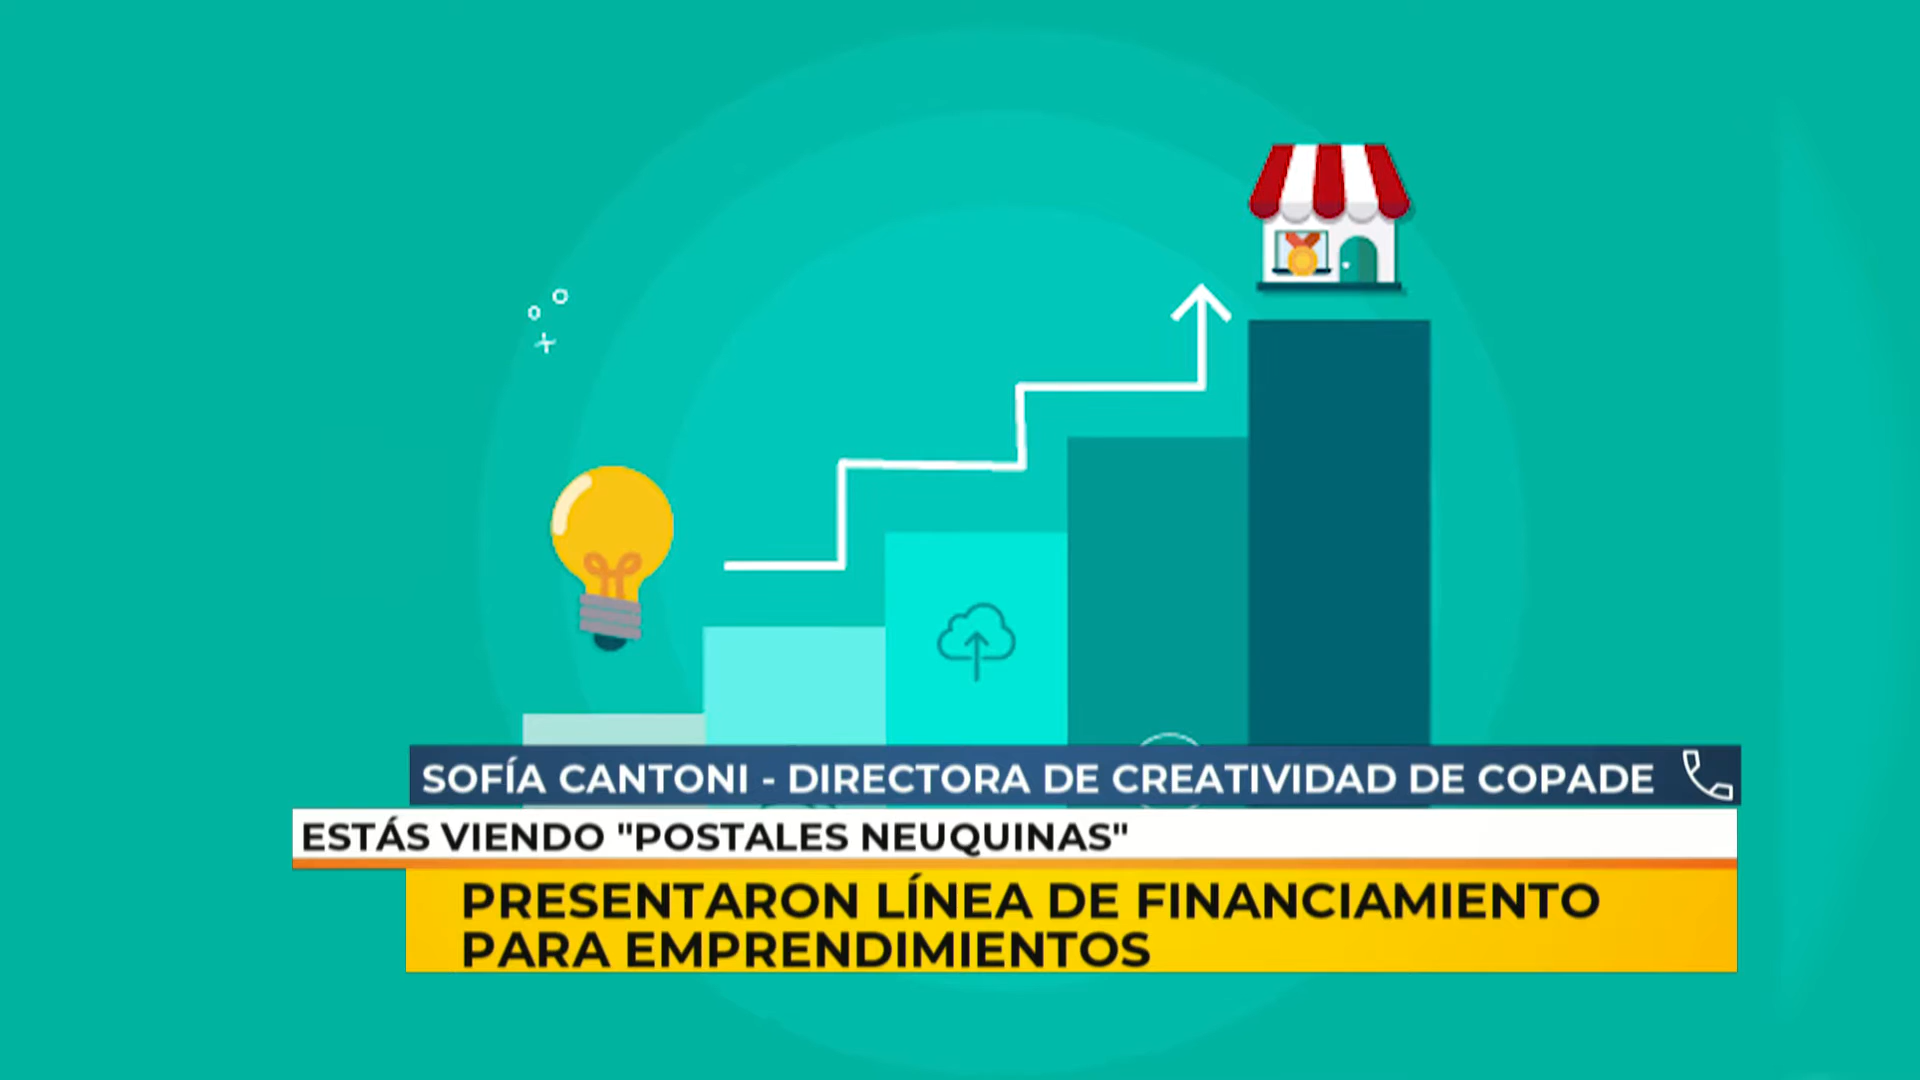 SOFÍA CANTONI - DIRECTORA DE CREATIVIDAD DE COPADE
ESTÁS VIENDO "POSTALES NEUQUINAS"
PRESENTARON LÍNEA DE FINANCIAMIENTO
PARA EMPRENDIMIENTOS